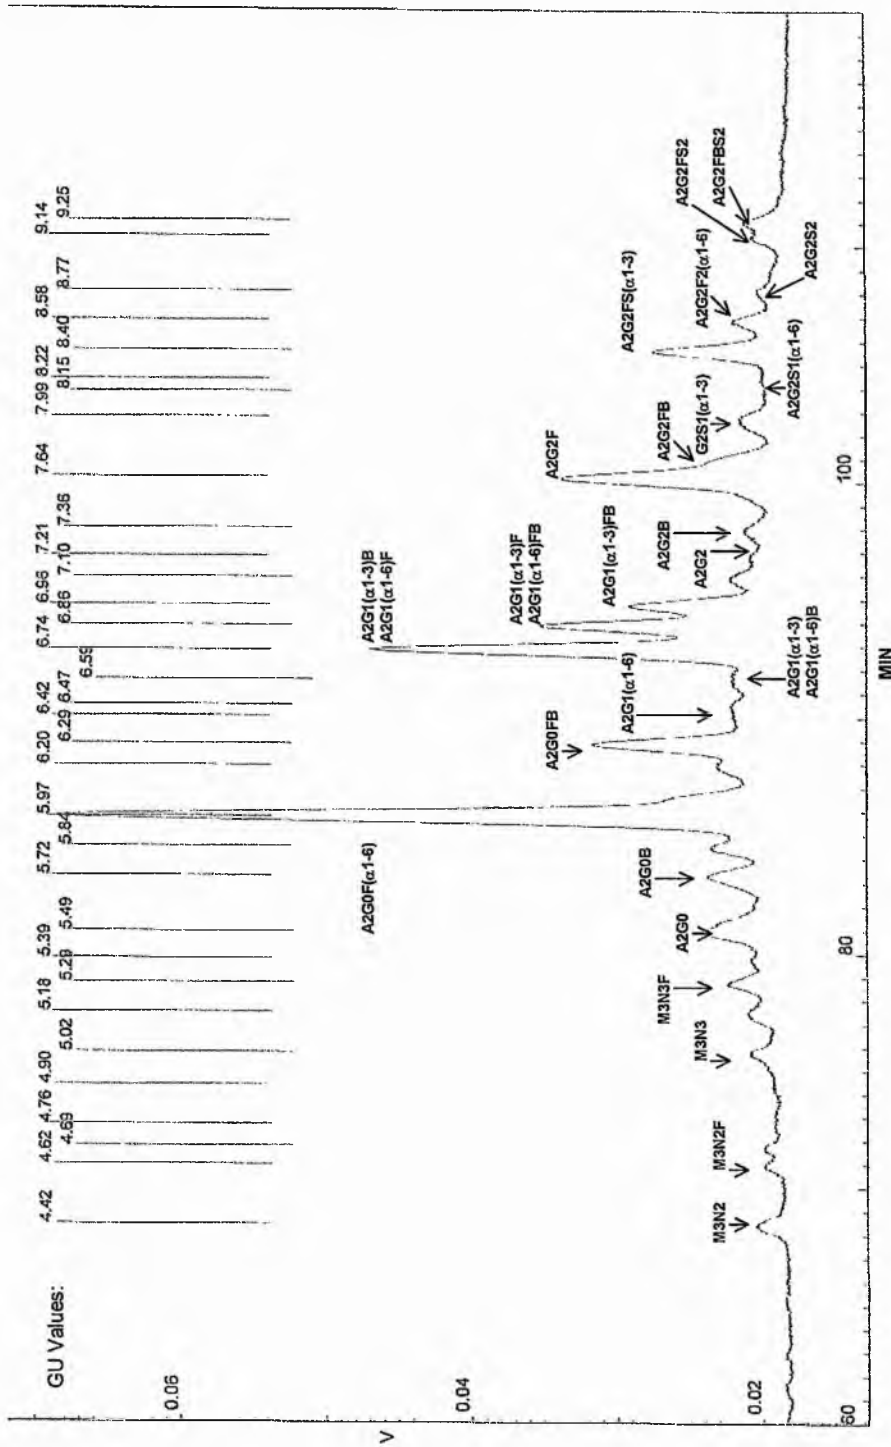 GU Values:
4.42
4.62
4.69
4.76
4.90
5.02
5.18
5.29
5.39
5.49
5.72
5.84
5.97
6.20
6.29
6.42
6.47
6.59
6.74
6.86
6.96
7.10
7.21
7.36
7.64
7.99
8.15
8.22
8.40
8.58
8.77
9.14
9.25
V
0.06
0.04
0.02
M3N2
M3N2F
M3N3
M3N3F
A2G0
A2G0B
A2G0F(α1-6)
A2G0FB
A2G1(α1-6)
A2G1(α1-3)
A2G1(α1-6)B
A2G1(α1-3)B
A2G1(α1-6)F
A2G1(α1-3)F
A2G1(α1-6)FB
A2G1(α1-3)FB
A2G2
A2G2B
A2G2F
A2G2FB
G2S1(α1-3)
A2G2S1(α1-6)
A2G2FS(α1-3)
A2G2F2(α1-6)
A2G2S2
A2G2FS2
A2G2FBS2
60
80
100
MIN